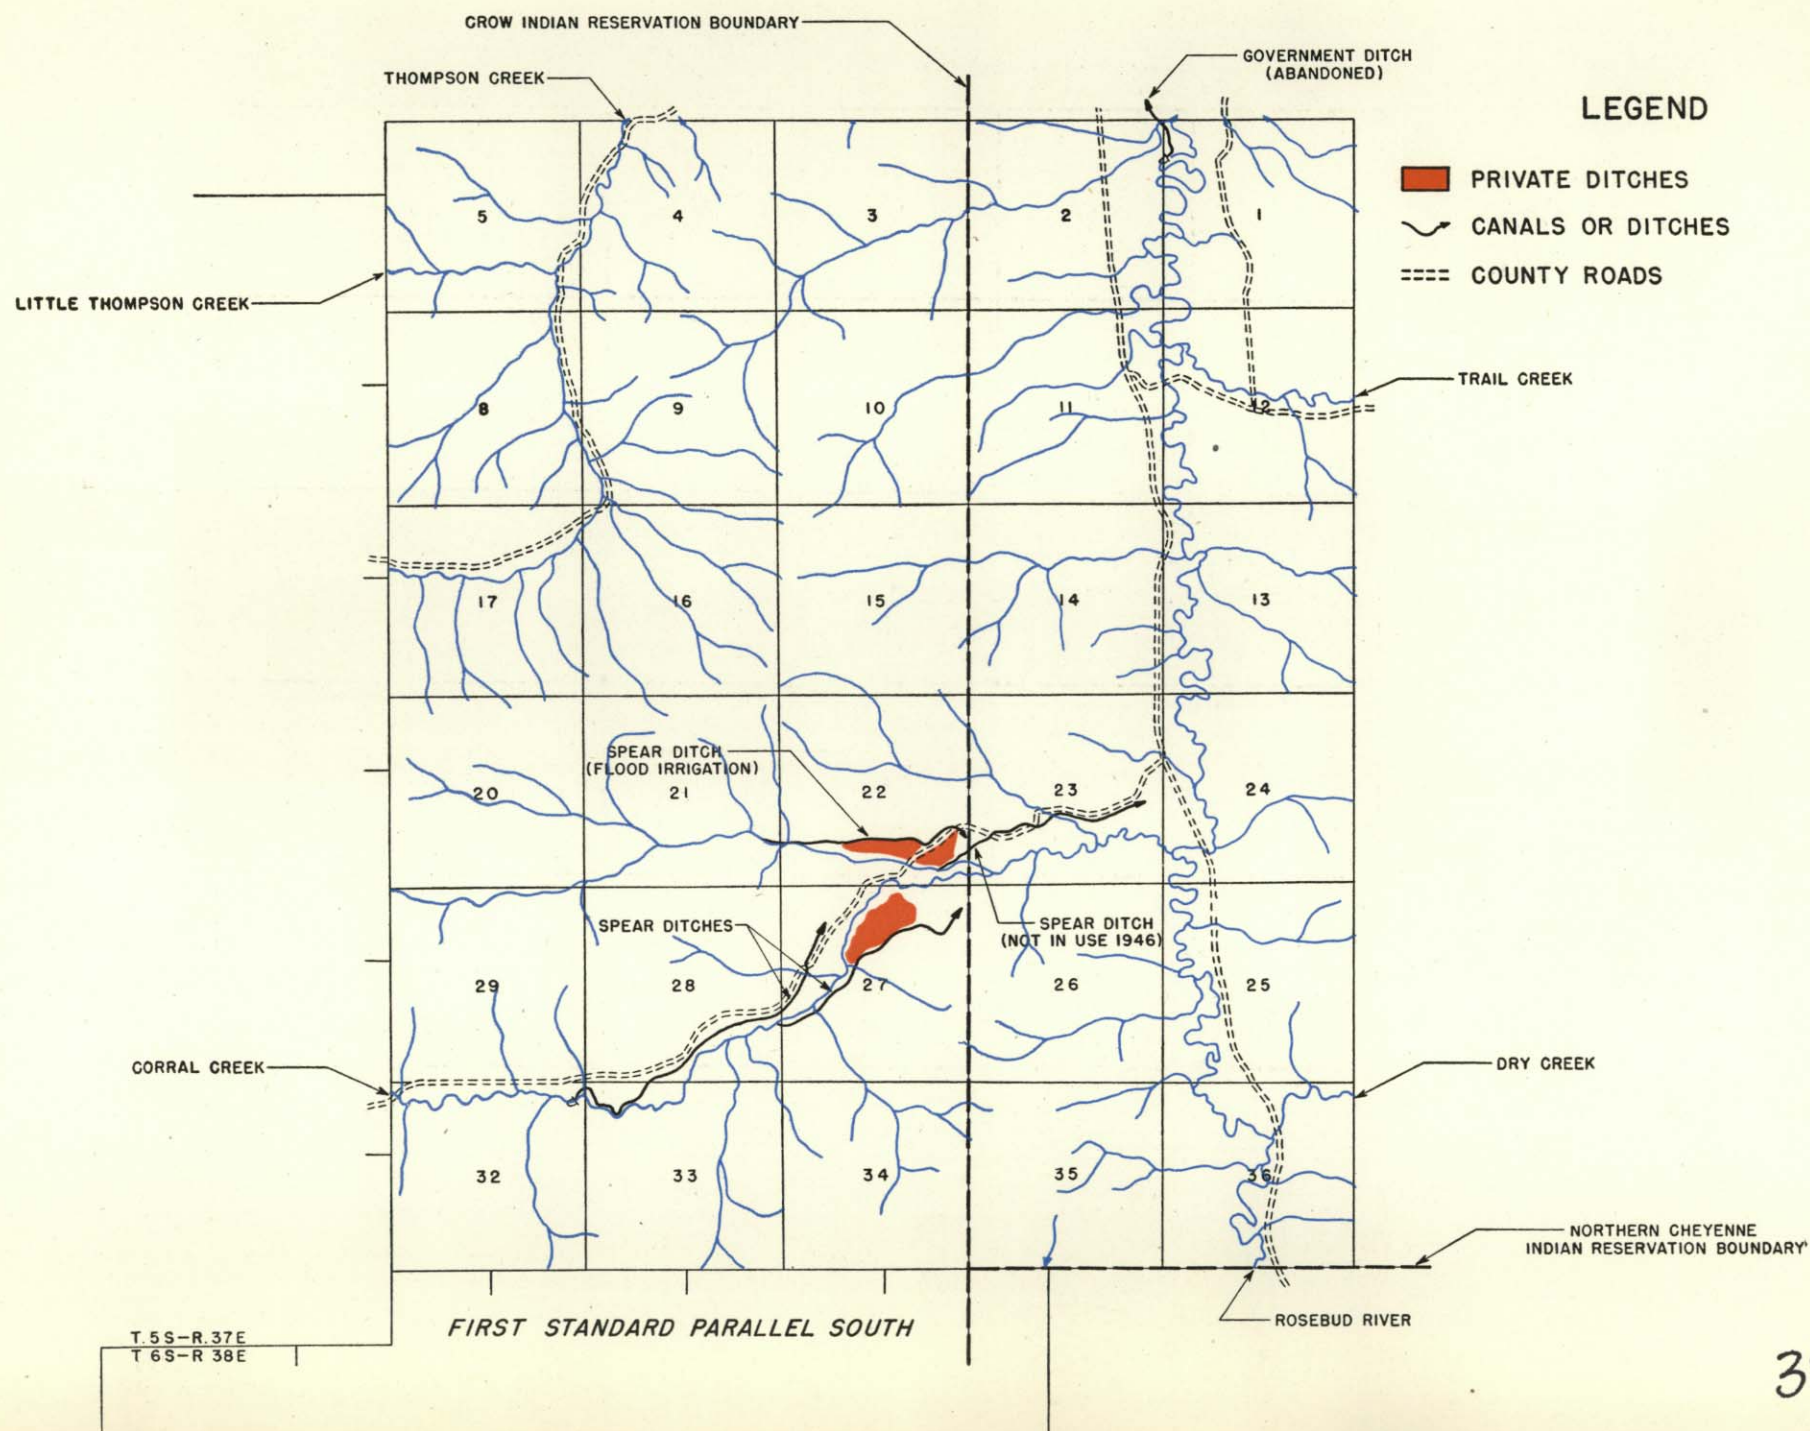 CROW INDIAN RESERVATION BOUNDARY
GOVERNMENT DITCH
(ABANDONED)
THOMPSON CREEK
LEGEND
PRIVATE DITCHES
CANALS OR DITCHES
COUNTY ROADS
5 4 3 2 1
LITTLE THOMPSON CREEK
TRAIL CREEK
8 9 10 11 12
17 16 15 14 13
SPEAR DITCH
(FLOOD IRRIGATION)
20 21 22 23 24
SPEAR DITCHES
SPEAR DITCH
(NOT IN USE 1946)
29 28 27 26 25
CORRAL CREEK
DRY CREEK
32 33 34 35 36
NORTHERN CHEYENNE
INDIAN RESERVATION BOUNDARY
ROSEBUD RIVER
FIRST STANDARD PARALLEL SOUTH
T.5S-R.37E
T 6S-R 38E
3